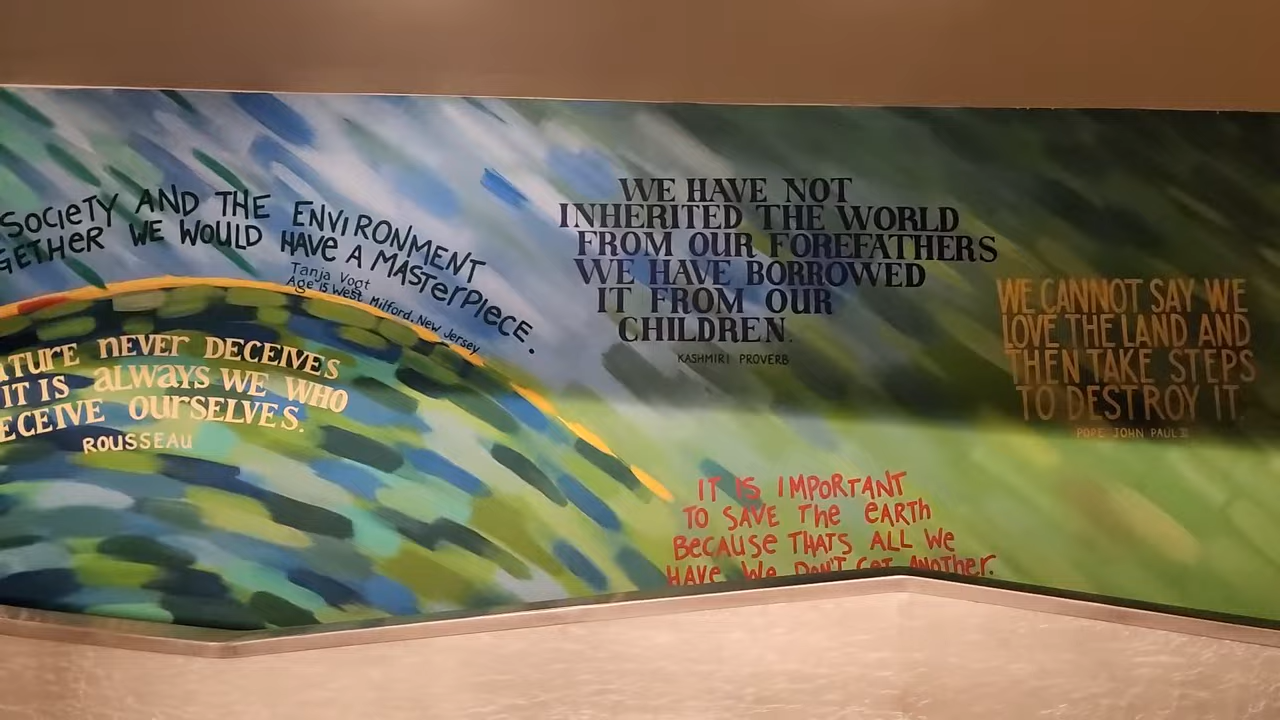 SOCIETY AND THE ENVIRONMENT
GETHER WE WOULD HAVE A MASTERPIECE.
Tanja Vogt
Age 15 West Milford, New Jersey
ATURE NEVER DECEIVES
IT IS ALWAYS WE WHO
ECEIVE OURSELVES.
ROUSSEAU
WE HAVE NOT
INHERITED THE WORLD
FROM OUR FOREFATHERS
WE HAVE BORROWED
IT FROM OUR
CHILDREN.
KASHMIRI PROVERB
WE CANNOT SAY WE
LOVE THE LAND AND
THEN TAKE STEPS
TO DESTROY IT.
POPE JOHN PAUL II
IT IS IMPORTANT
TO SAVE THE EARTH
BECAUSE THATS ALL WE
HAVE. WE DON'T GET ANOTHER.